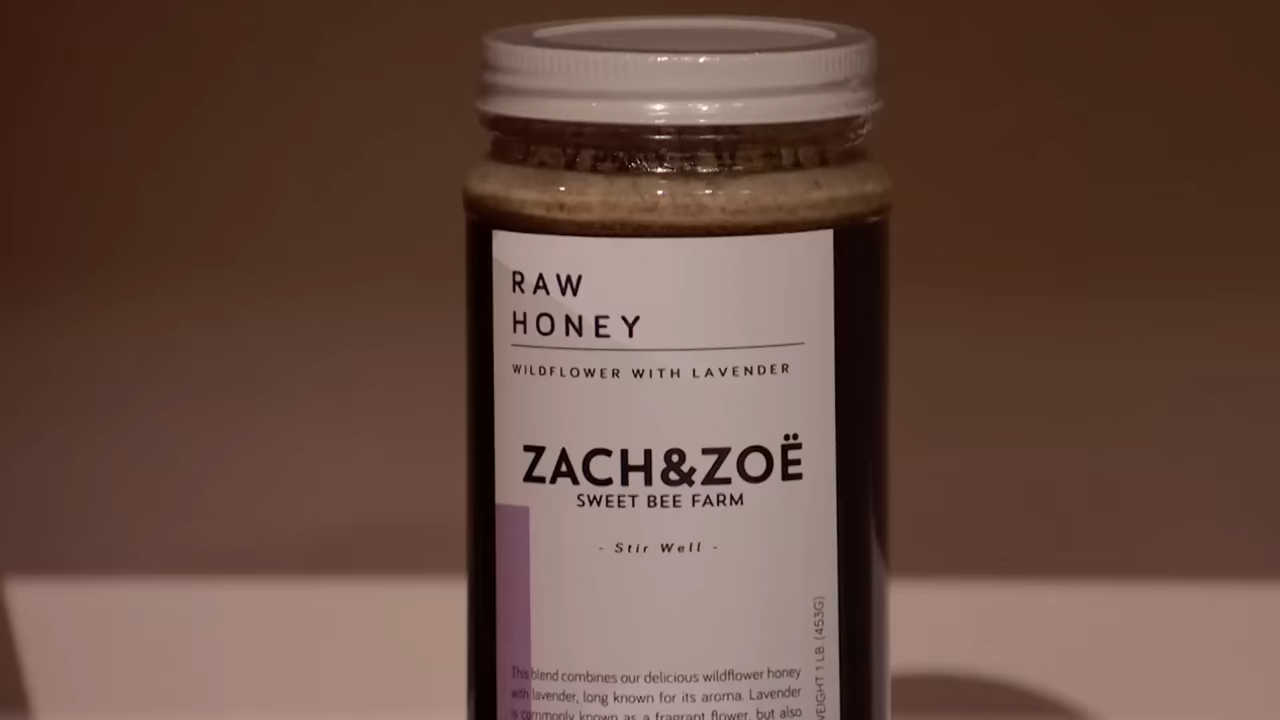 RAW
HONEY
WILDFLOWER WITH LAVENDER
ZACH&ZOË
SWEET BEE FARM
- Stir Well -
This blend combines our delicious wildflower honey
with lavender, long known for its aroma. Lavender
is commonly known as a fragrant flower, but also
WEIGHT 1 LB. (453G)